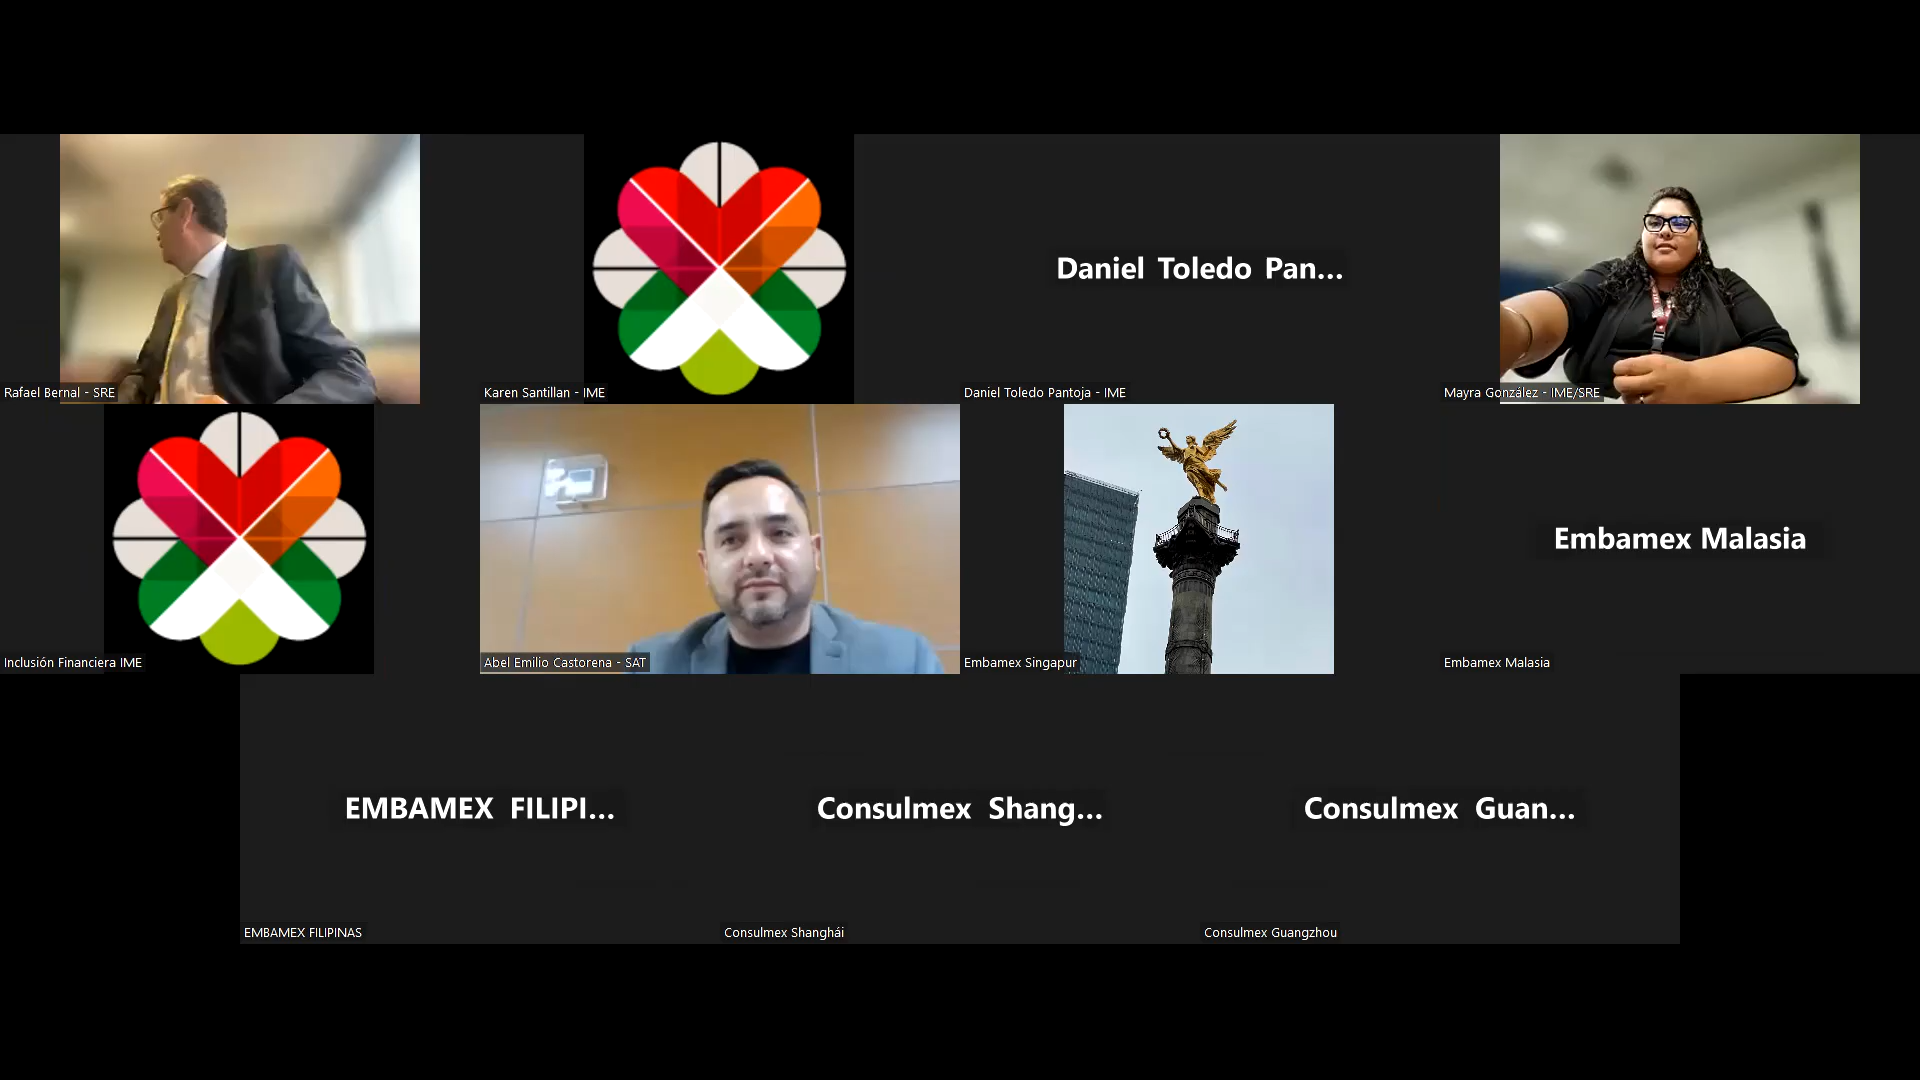 Daniel Toledo Pan...
Rafael Bernal - SRE
Karen Santillan - IME
Daniel Toledo Pantoja - IME
Mayra González - IME/SRE
Embamex Malasia
Inclusión Financiera IME
Abel Emilio Castorena - SAT
Embamex Singapur
Embamex Malasia
EMBAMEX FILIPI...
Consulmex Shang...
Consulmex Guan...
EMBAMEX FILIPINAS
Consulmex Shanghái
Consulmex Guangzhou